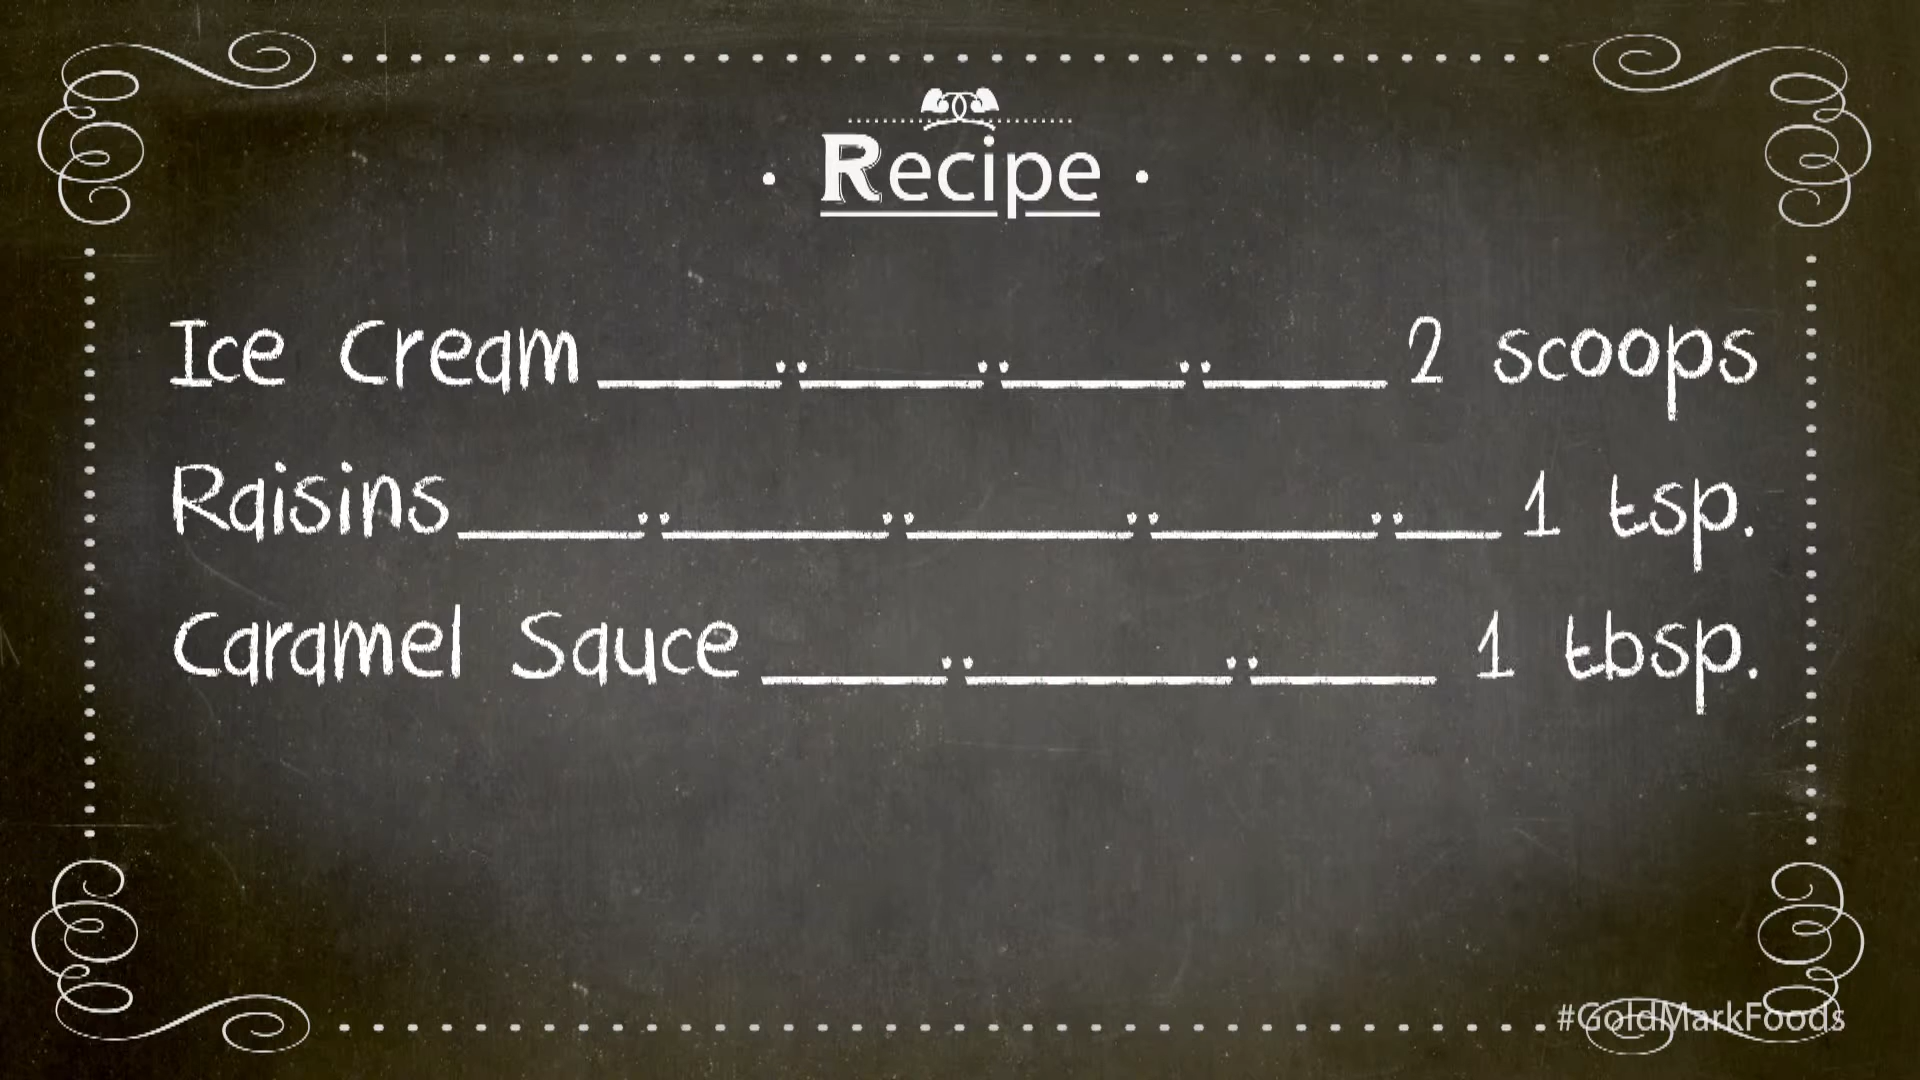 Recipe
Ice Cream 2 scoops
Raisins 1 tsp.
Caramel Sauce 1 tbsp.
#GoldMarkFoods